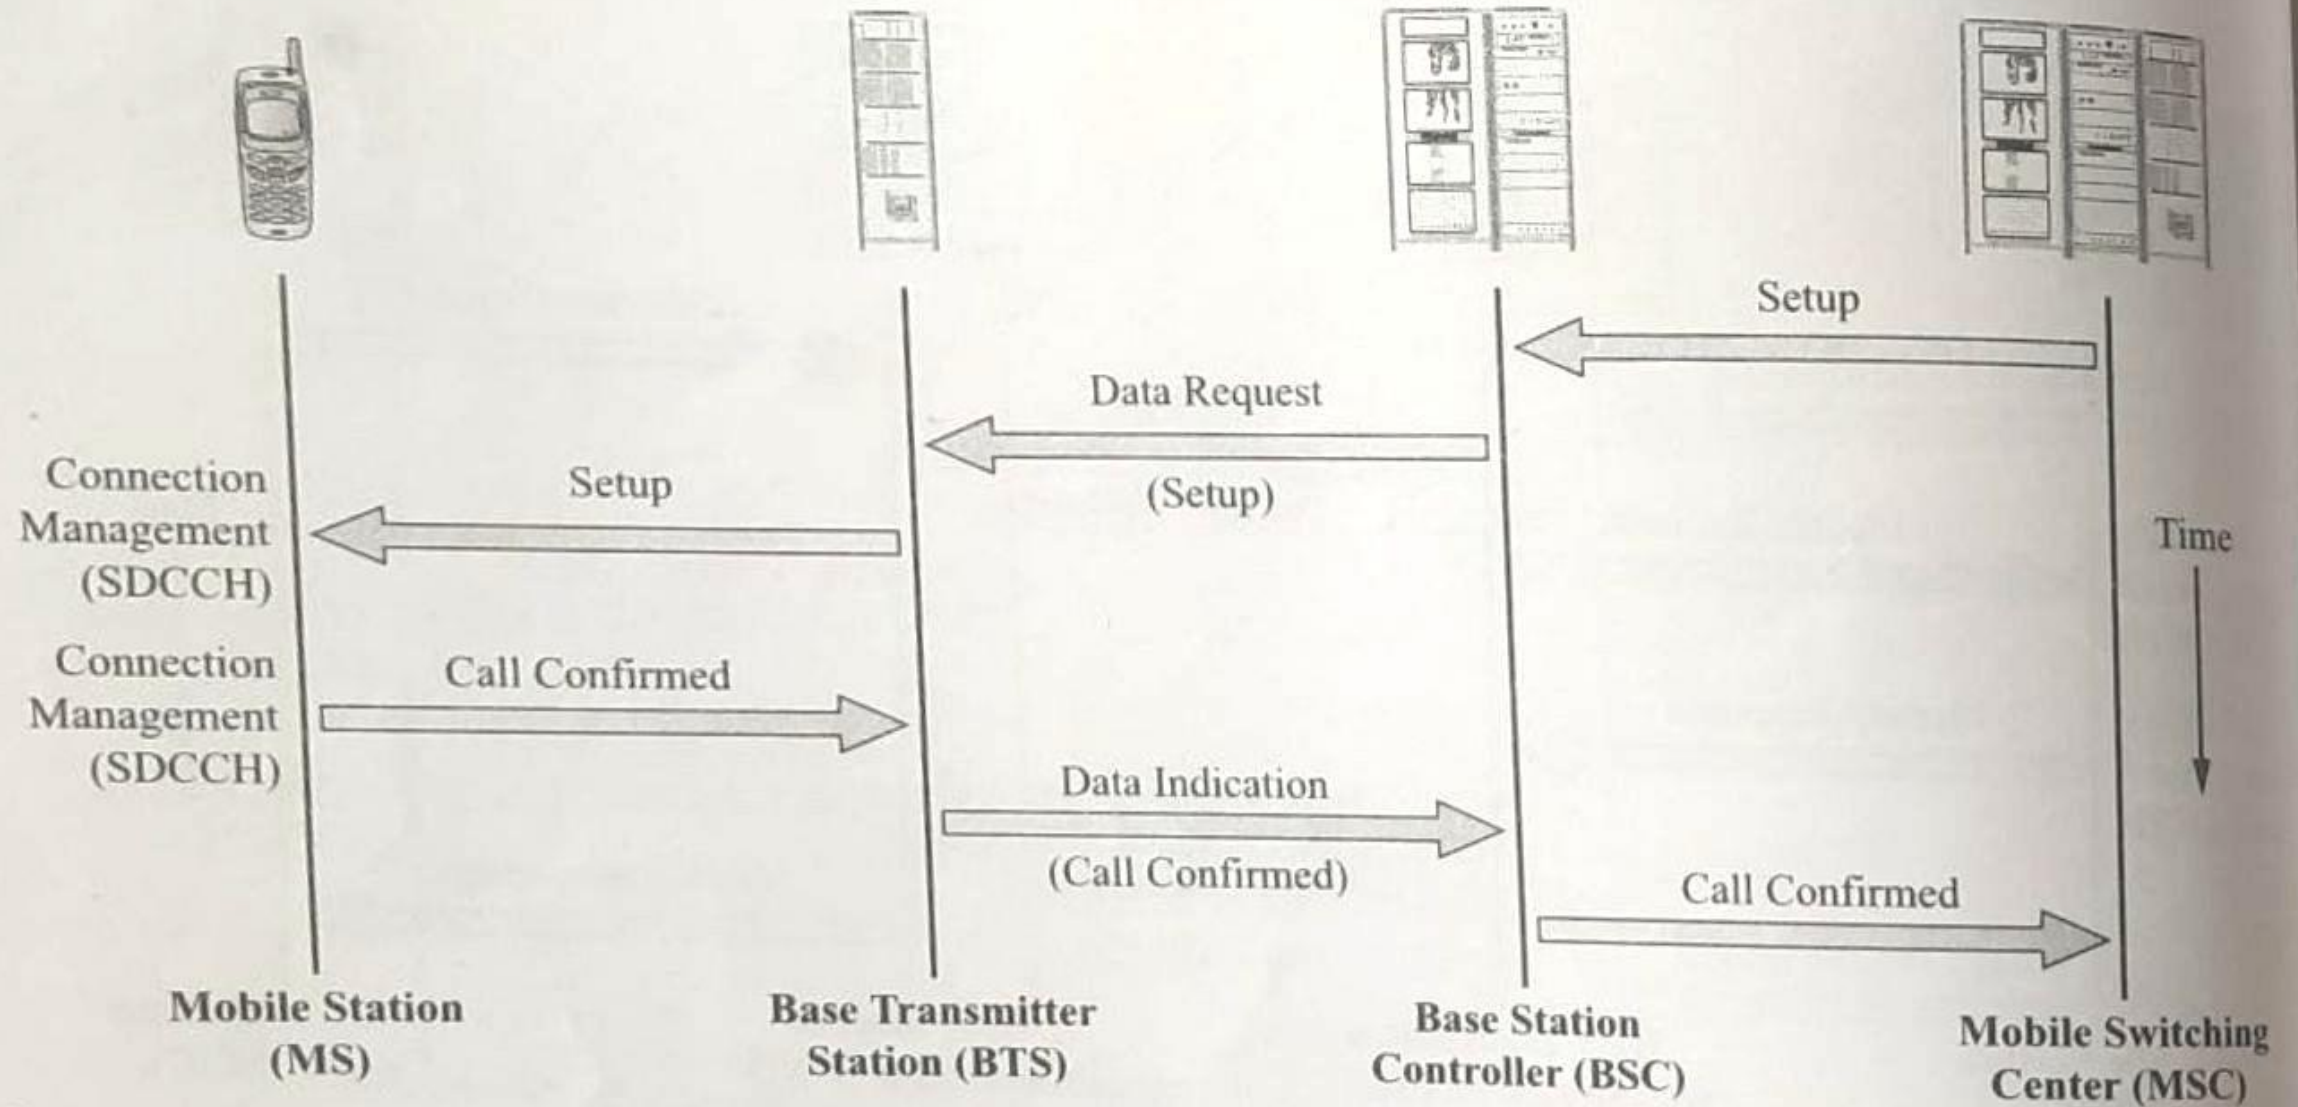 Setup
Data Request
(Setup)
Setup
Connection
Management
(SDCCH)
Time
Connection
Management
(SDCCH)
Call Confirmed
Data Indication
(Call Confirmed)
Call Confirmed
Mobile Station
(MS)
Base Transmitter
Station (BTS)
Base Station
Controller (BSC)
Mobile Switching
Center (MSC)